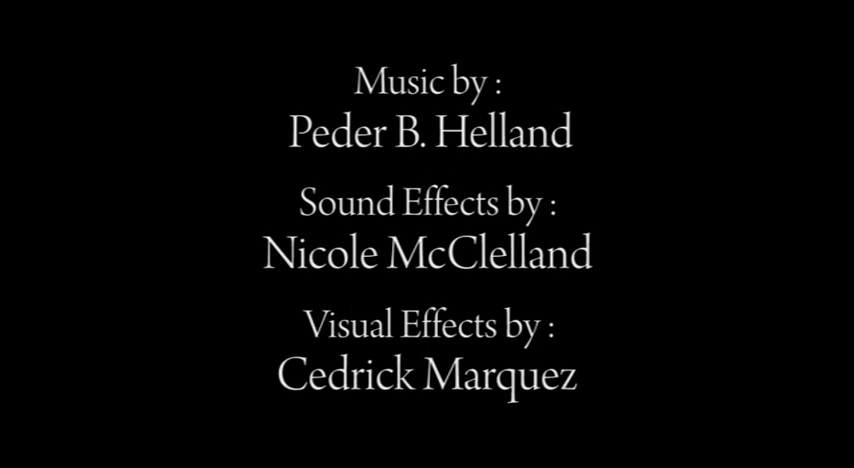 Music by :
Peder B. Helland
Sound Effects by :
Nicole McClelland
Visual Effects by :
Cedrick Marquez